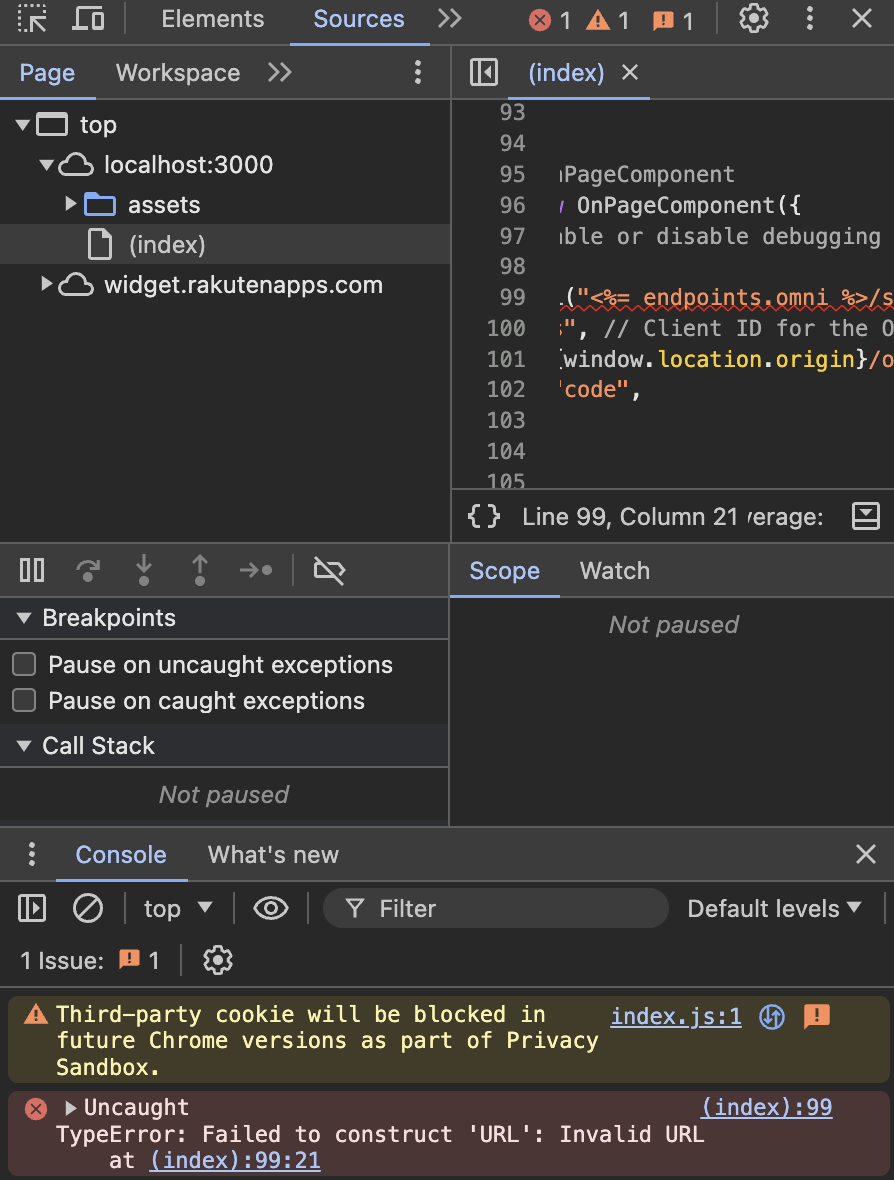 Elements Sources 1 1 1
Page Workspace
(index)
top
localhost:3000
assets
(index)
widget.rakutenapps.com
93
94
95 PageComponent
96 OnPageComponent({
97 ble or disable debugging
98
99 ("<%= endpoints.omni %>/s
100 ", // Client ID for the O
101 {window.location.origin}/o
102 "code",
103
104
105
{ } Line 99, Column 21 verage:
Scope Watch
Not paused
Breakpoints
Pause on uncaught exceptions
Pause on caught exceptions
Call Stack
Not paused
Console What's new
top Filter Default levels
1 Issue: 1
Third-party cookie will be blocked in index.js:1
future Chrome versions as part of Privacy
Sandbox.
Uncaught (index):99
TypeError: Failed to construct 'URL': Invalid URL
at (index):99:21